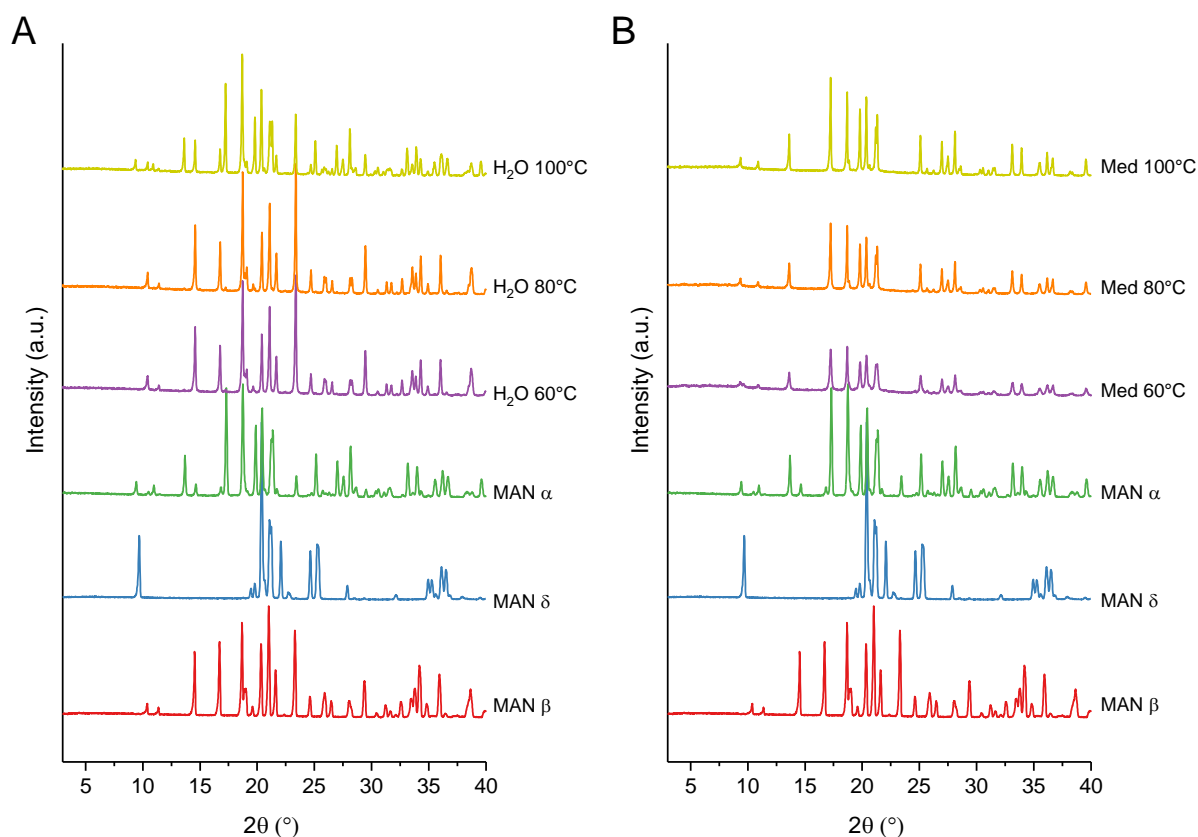 A
Intensity (a.u.)
H₂O 100°C
H₂O 80°C
H₂O 60°C
MAN α
MAN δ
MAN β
5 10 15 20 25 30 35 40
2θ (°)
B
Intensity (a.u.)
Med 100°C
Med 80°C
Med 60°C
MAN α
MAN δ
MAN β
5 10 15 20 25 30 35 40
2θ (°)